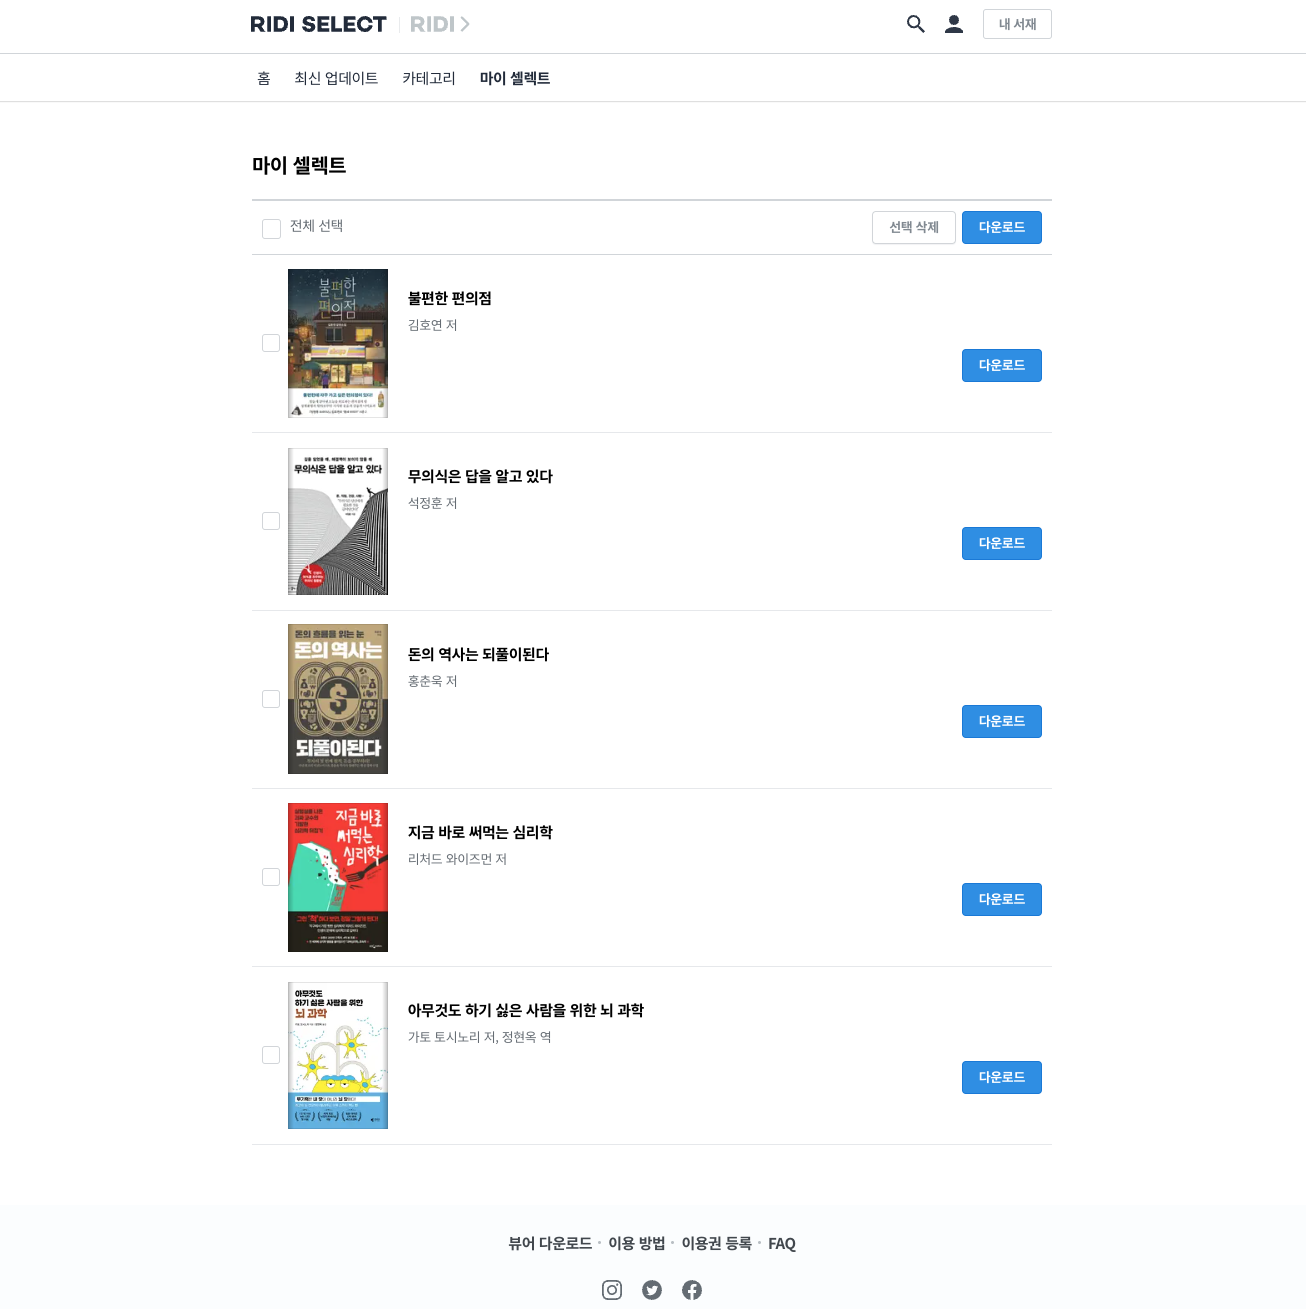 RIDI SELECT RIDI
내 서재
홈 최신 업데이트 카테고리 마이 셀렉트
마이 셀렉트
전체 선택 선택 삭제 다운로드
불편한
편의점
불편한 편의점
김호연 저
다운로드
무의식은 답을 알고 있다
무의식은 답을 알고 있다
석정훈 저
다운로드
돈의 흐름을 읽는 눈
돈의 역사는
되풀이된다
돈의 역사는 되풀이된다
홍춘욱 저
다운로드
지금 바로
써먹는
심리학
지금 바로 써먹는 심리학
리처드 와이즈먼 저
다운로드
아무것도
하기 싫은 사람을 위한
뇌 과학
아무것도 하기 싫은 사람을 위한 뇌 과학
가토 토시노리 저, 정현옥 역
다운로드
뷰어 다운로드 · 이용 방법 · 이용권 등록 · FAQ